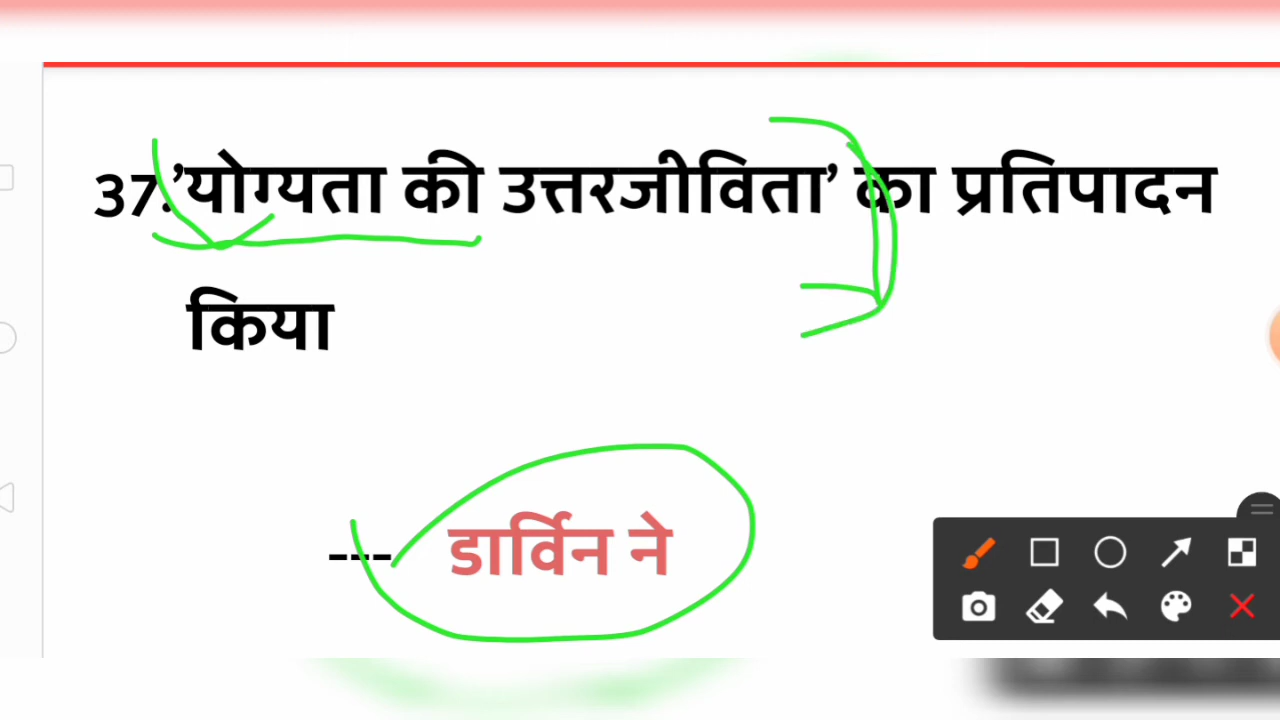 37.’योग्यता की उत्तरजीविता’ का प्रतिपादन
किया
--- डार्विन ने